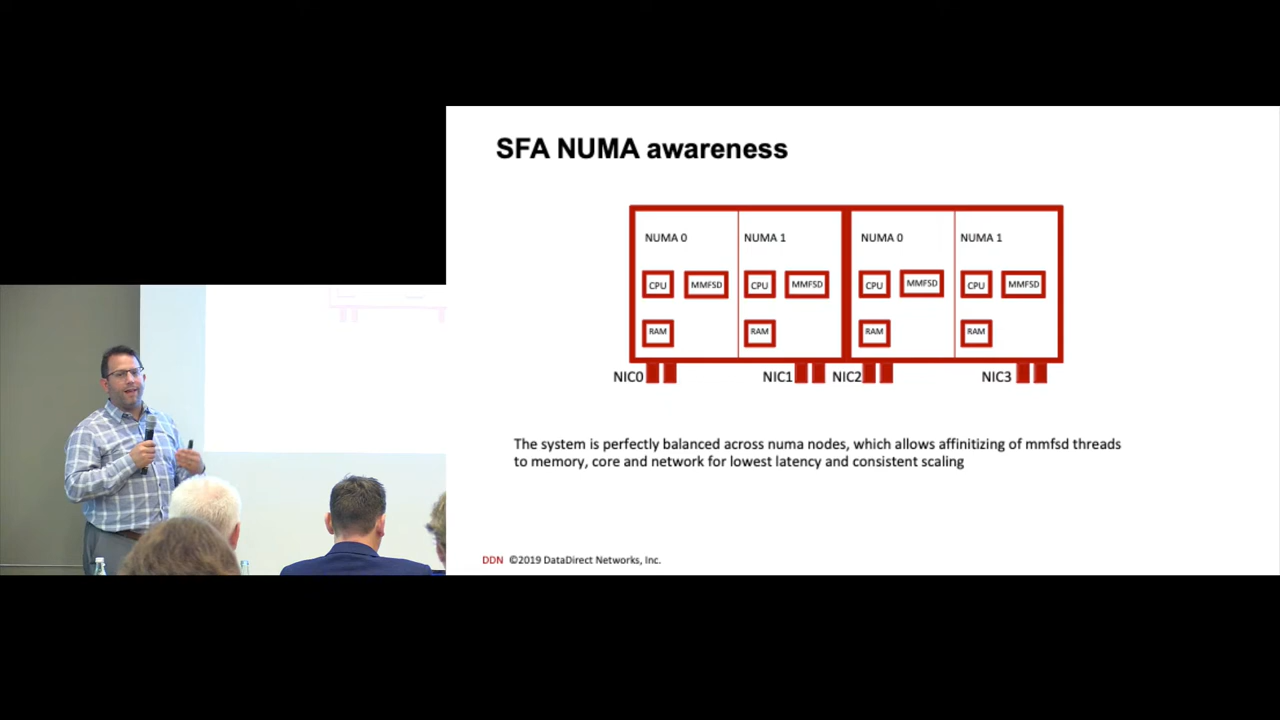 SFA NUMA awareness
NUMA 0 NUMA 1 NUMA 0 NUMA 1
CPU MMFSD CPU MMFSD CPU MMFSD CPU MMFSD
RAM RAM RAM RAM
NIC0 NIC1 NIC2 NIC3
The system is perfectly balanced across numa nodes, which allows affinitizing of mmfsd threads
to memory, core and network for lowest latency and consistent scaling
DDN ©2019 DataDirect Networks, Inc.